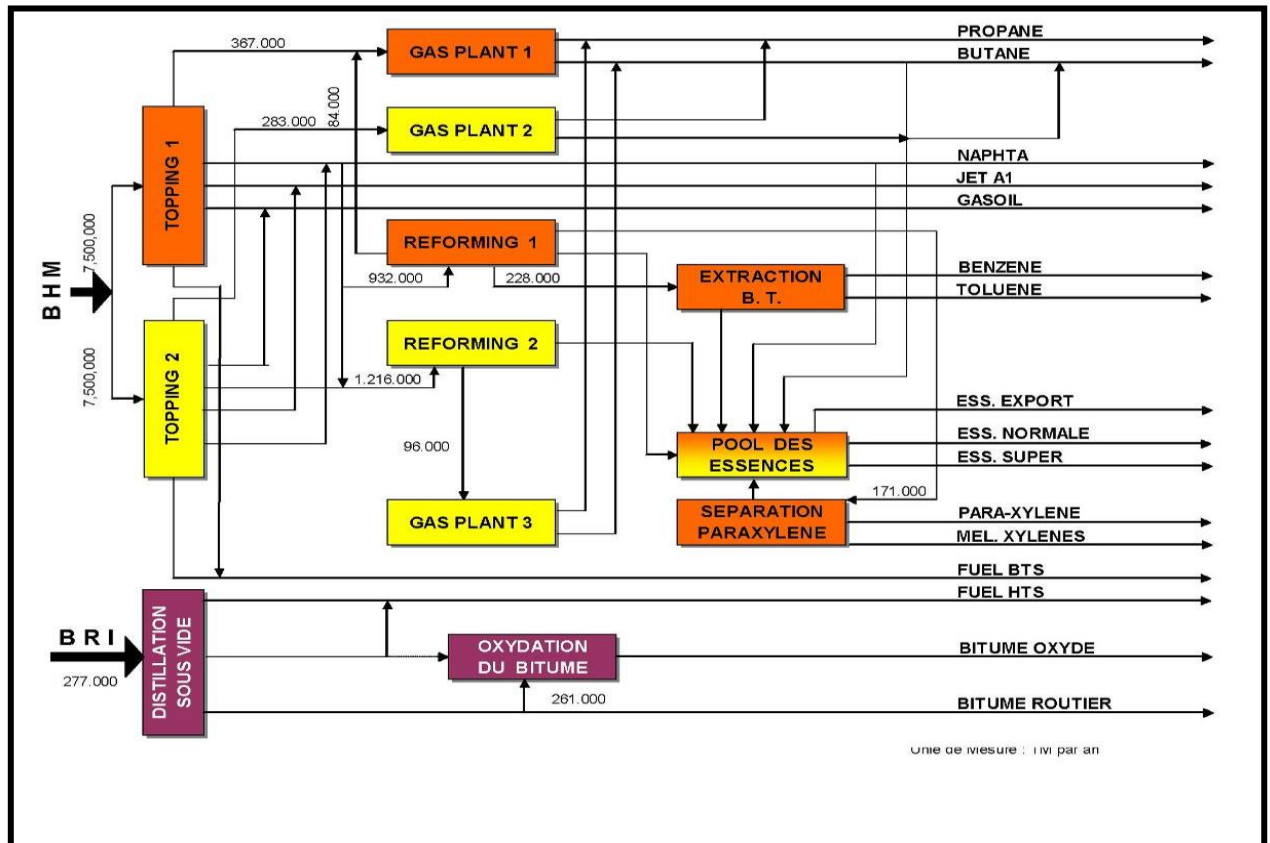 367.000
GAS PLANT 1
PROPANE
BUTANE
84.000
283.000
GAS PLANT 2
TOPPING 1
NAPHTA
JET A1
GASOIL
7,500,000
BHM
REFORMING 1
932.000
228.000
EXTRACTION
B. T.
BENZENE
TOLUENE
7,500,000
TOPPING 2
REFORMING 2
1.216.000
96.000
ESS. EXPORT
POOL DES
ESSENCES
ESS. NORMALE
ESS. SUPER
171.000
GAS PLANT 3
SEPARATION
PARAXYLENE
PARA-XYLENE
MEL. XYLENES
FUEL BTS
FUEL HTS
BRI
277.000
DISTILLATION
SOUS VIDE
OXYDATION
DU BITUME
BITUME OXYDE
261.000
BITUME ROUTIER
de Mesure : par an